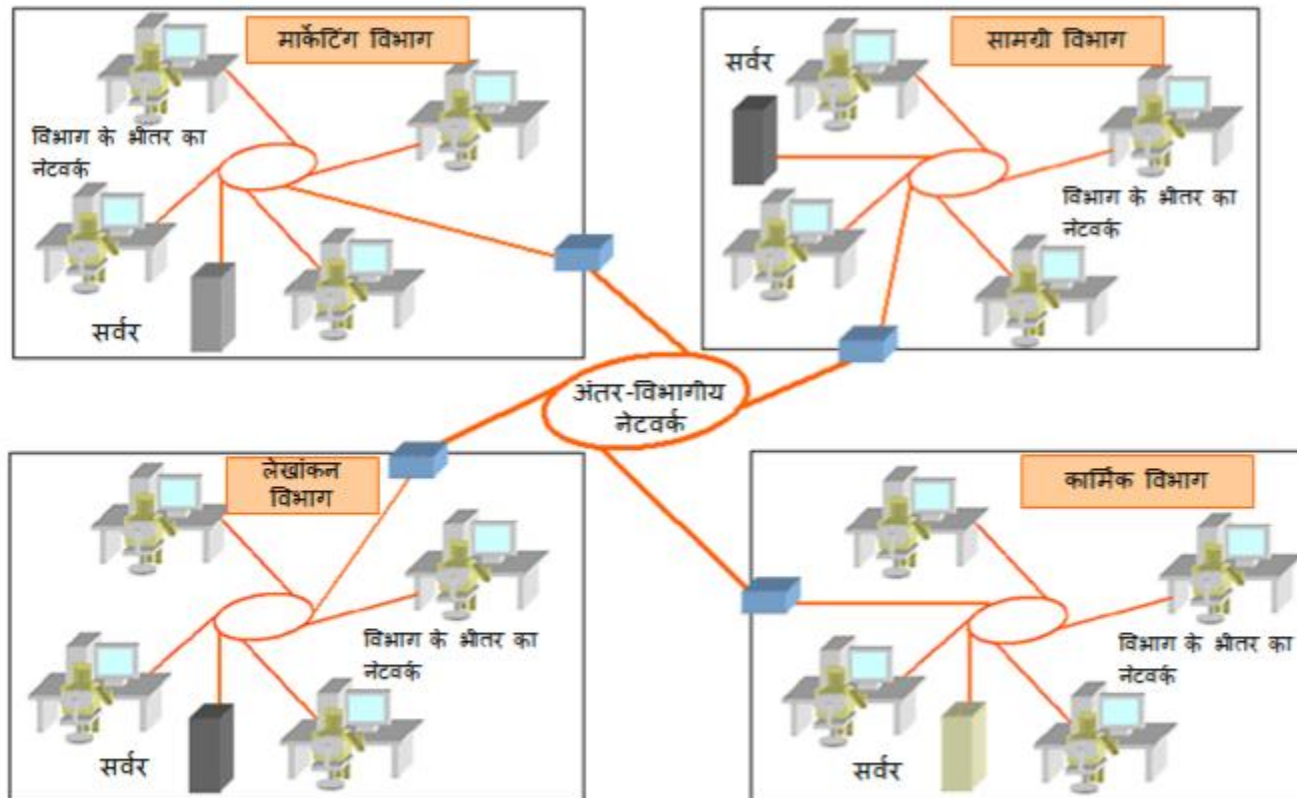 मार्केटिंग विभाग
विभाग के भीतर का
नेटवर्क
सर्वर
सामग्री विभाग
सर्वर
विभाग के भीतर का
नेटवर्क
अंतर-विभागीय
नेटवर्क
लेखांकन
विभाग
विभाग के भीतर का
नेटवर्क
सर्वर
कार्मिक विभाग
विभाग के भीतर का
नेटवर्क
सर्वर